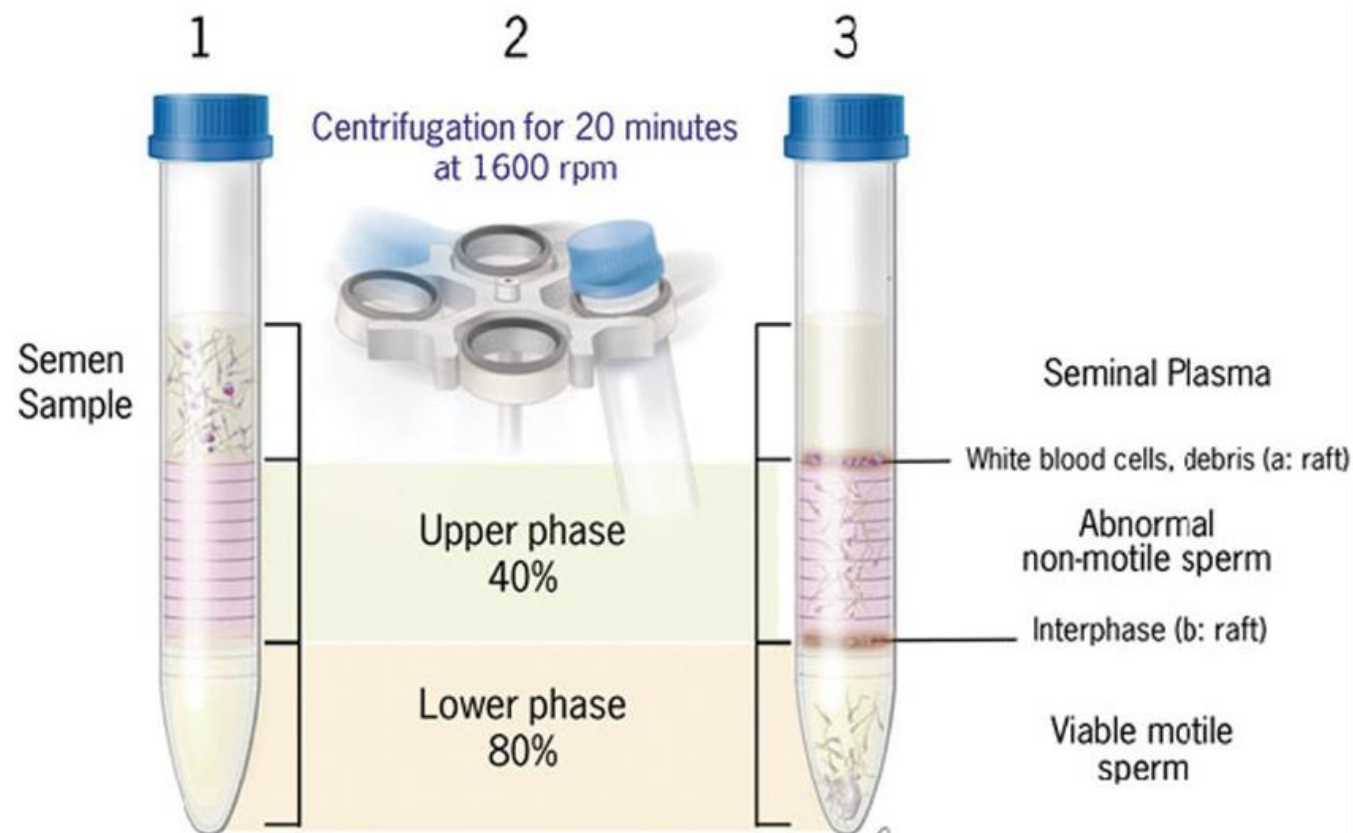 1
2
3
Centrifugation for 20 minutes
at 1600 rpm
Semen
Sample
Upper phase
40%
Lower phase
80%
Seminal Plasma
White blood cells, debris (a: raft)
Abnormal
non-motile sperm
Interphase (b: raft)
Viable motile
sperm